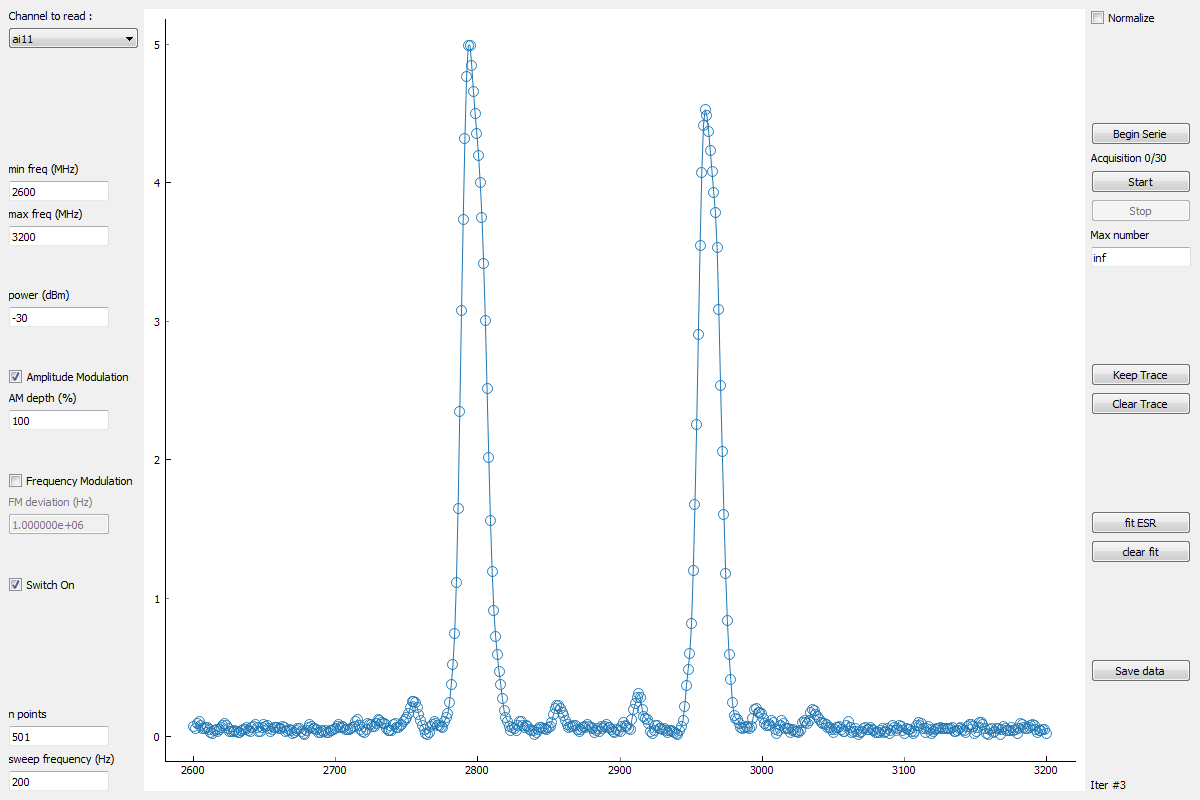 Channel to read :
ai11
min freq (MHz)
2600
max freq (MHz)
3200
power (dBm)
-30
Amplitude Modulation
AM depth (%)
100
Frequency Modulation
FM deviation (Hz)
1.000000e+06
Switch On
n points
501
sweep frequency (Hz)
200
5
4
3
2
1
0
2600 2700 2800 2900 3000 3100 3200
Normalize
Begin Serie
Acquisition 0/30
Start
Stop
Max number
inf
Keep Trace
Clear Trace
fit ESR
clear fit
Save data
Iter #3